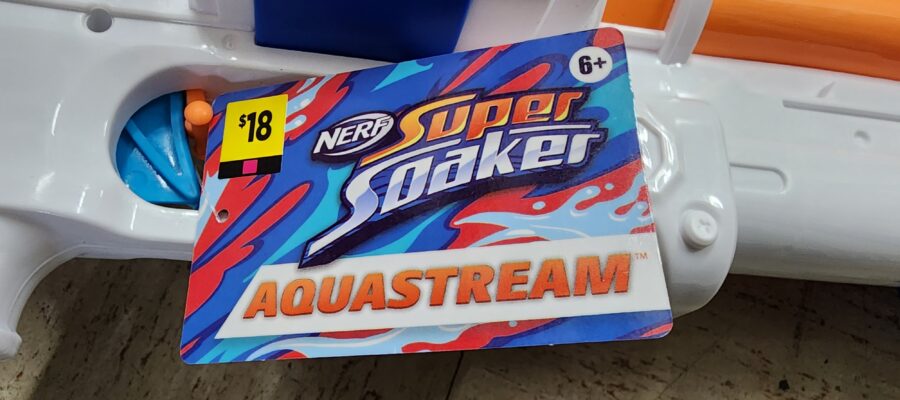 6+
$18
NERF
SUPER
SOAKER
AQUASTREAM™